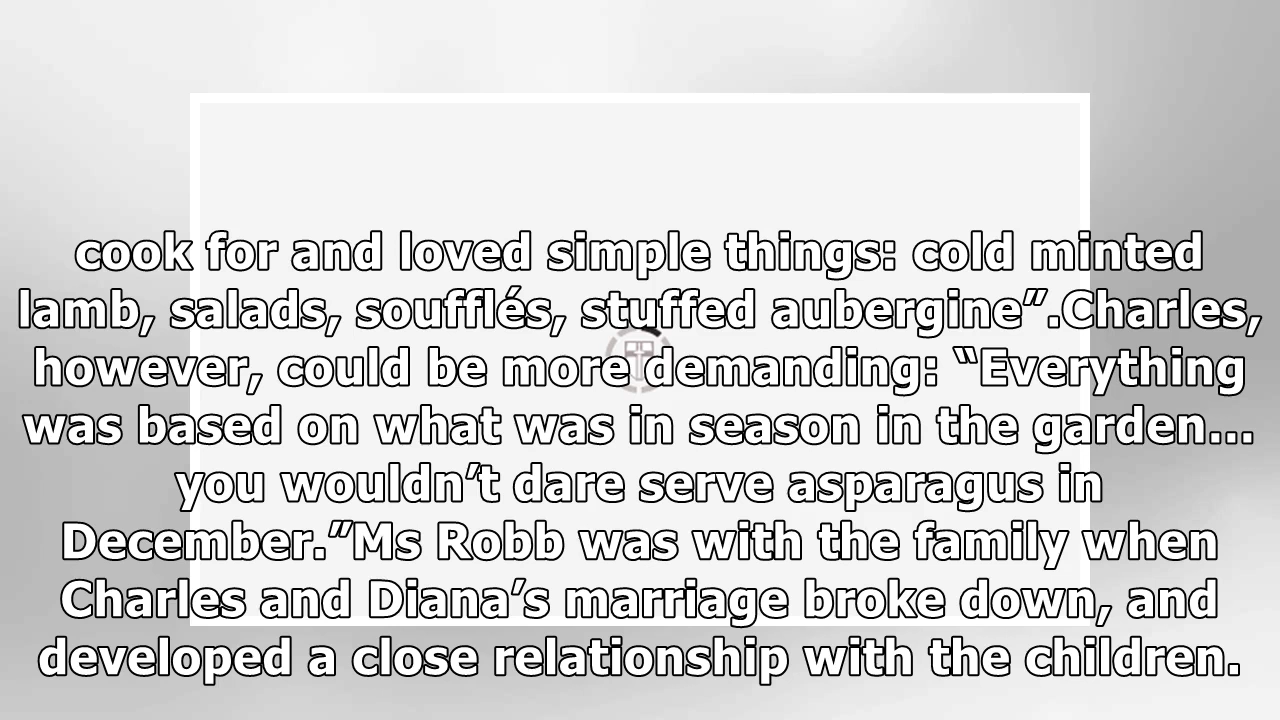 cook for and loved simple things: cold minted
lamb, salads, soufflés, stuffed aubergine”.Charles,
however, could be more demanding: “Everything
was based on what was in season in the garden...
you wouldn’t dare serve asparagus in
December.”Ms Robb was with the family when
Charles and Diana’s marriage broke down, and
developed a close relationship with the children.